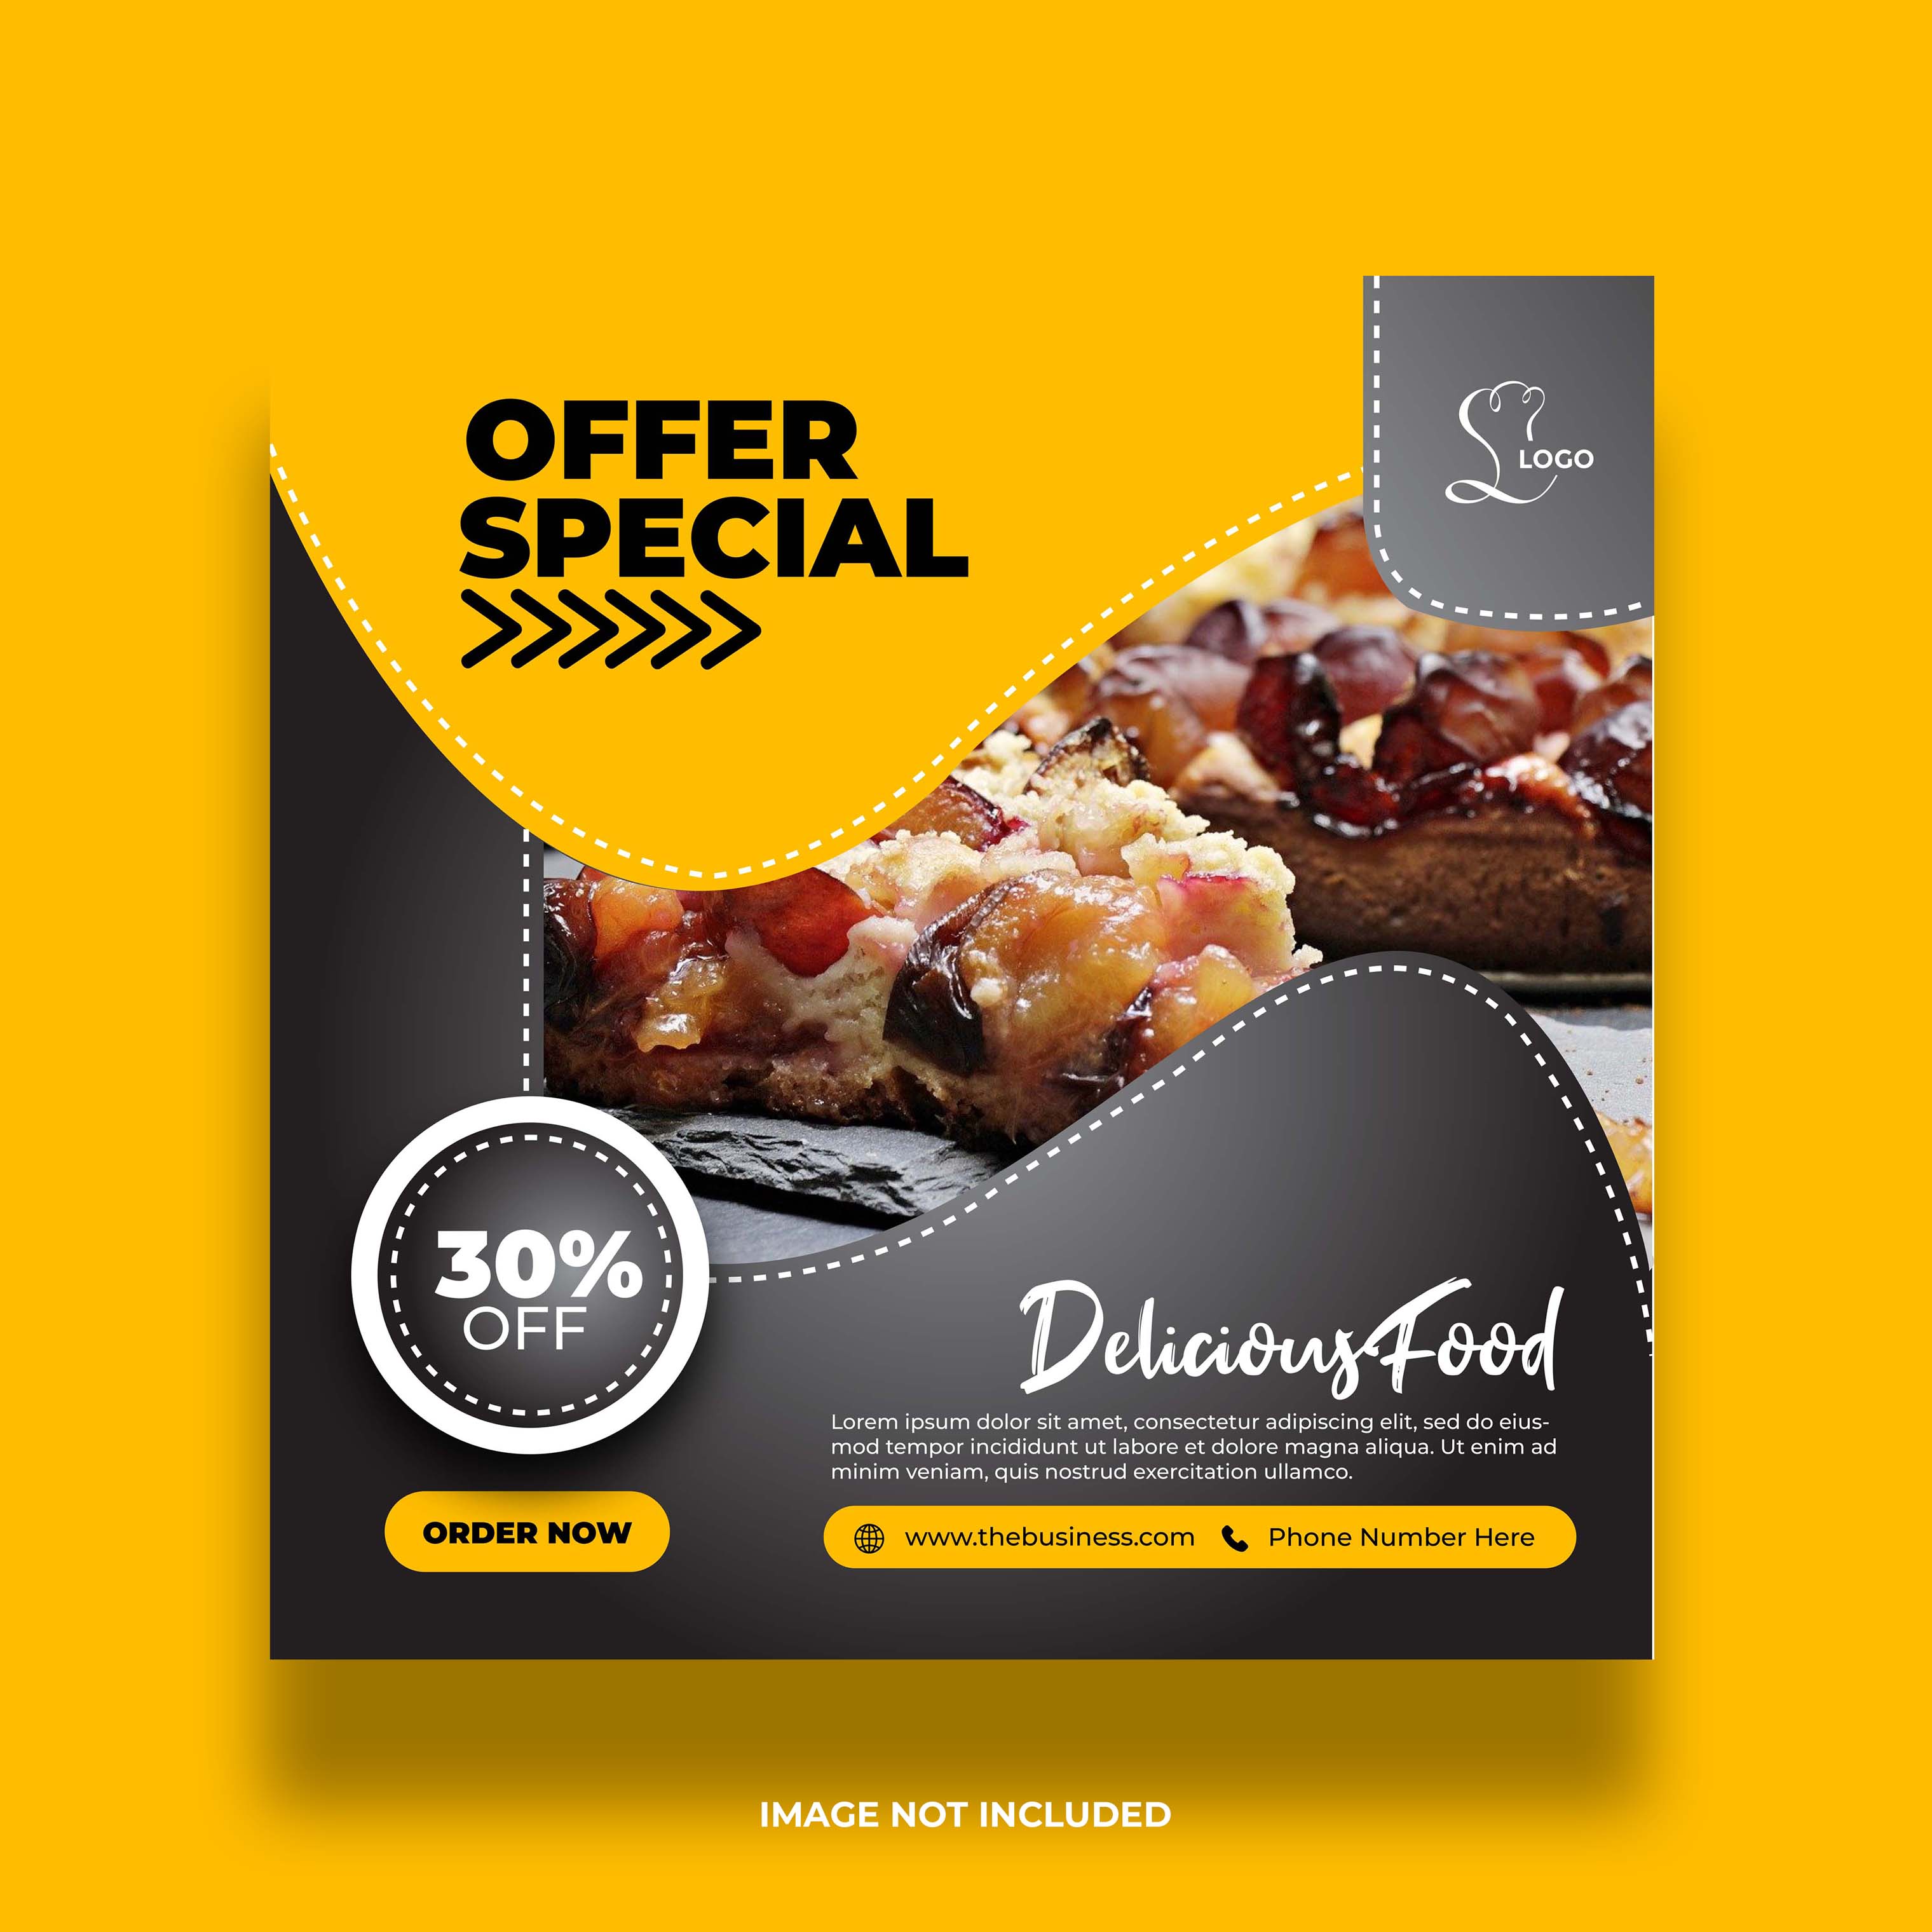 OFFER
SPECIAL
LOGO
30%
OFF
Delicious Food
Lorem ipsum dolor sit amet, consectetur adipiscing elit, sed do eius-
mod tempor incididunt ut labore et dolore magna aliqua. Ut enim ad
minim veniam, quis nostrud exercitation ullamco.
ORDER NOW
www.thebusiness.com Phone Number Here
IMAGE NOT INCLUDED